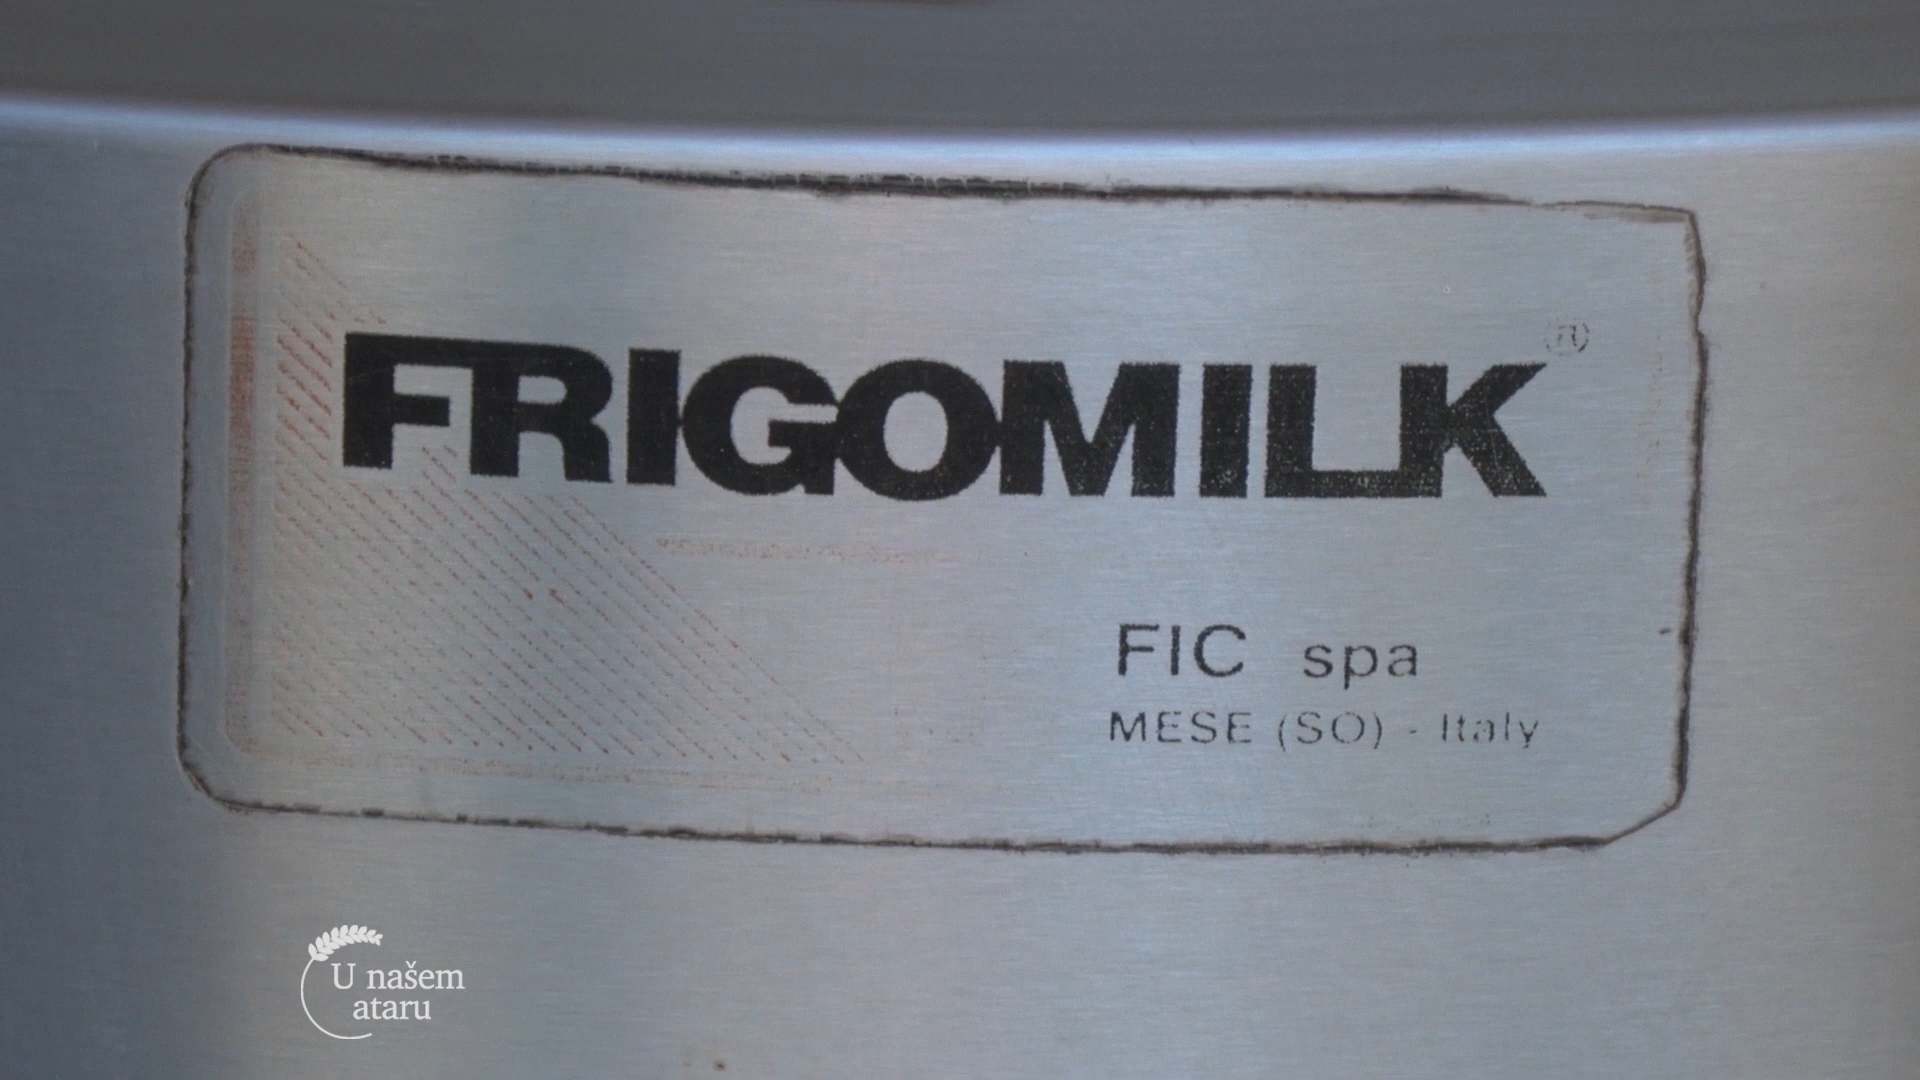 FRIGOMILK®
FIC spa
MESE (SO) - Italy
U našem
ataru